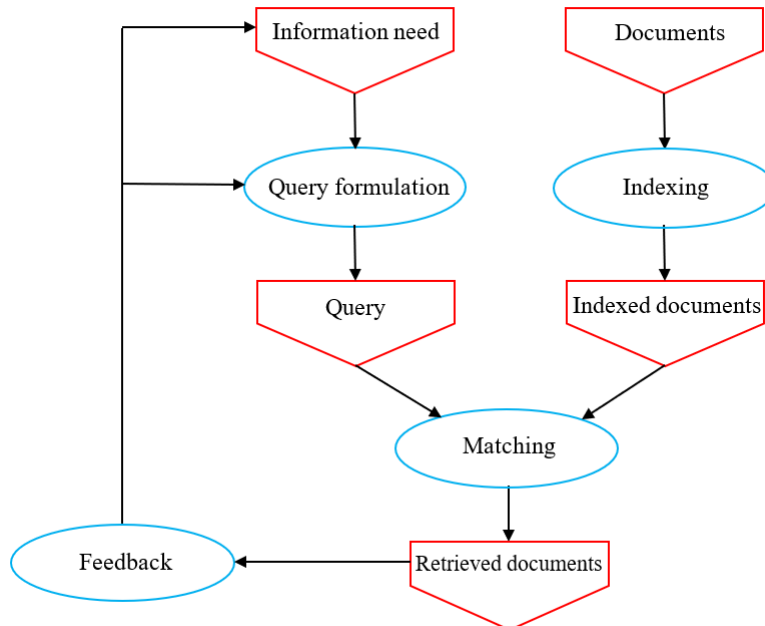 Information need
Documents
Query formulation
Indexing
Query
Indexed documents
Matching
Feedback
Retrieved documents